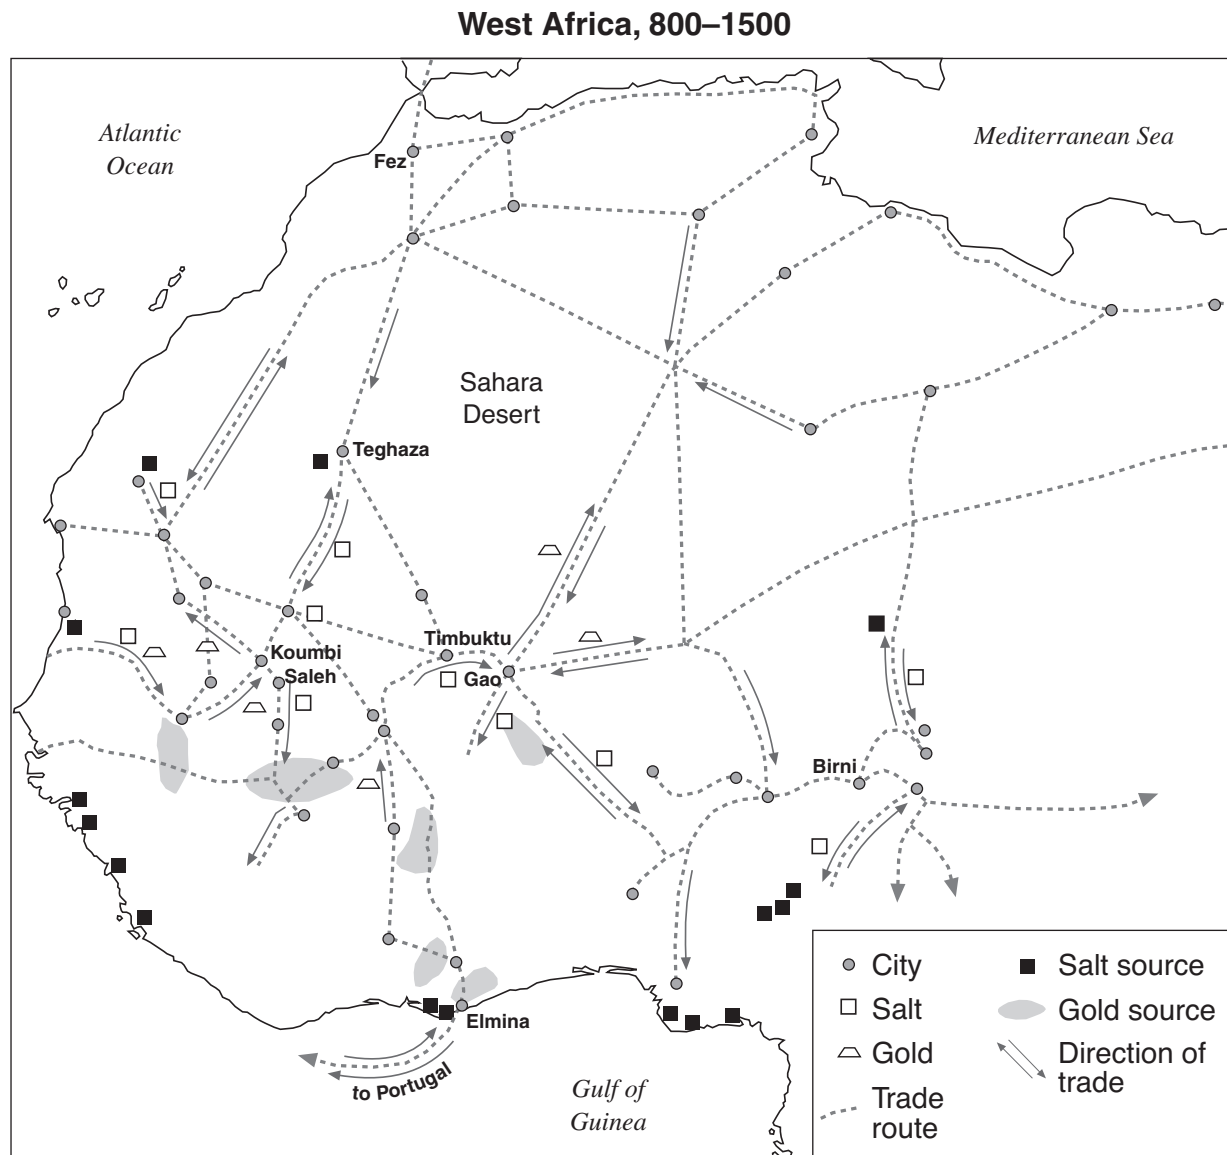 West Africa, 800–1500
Atlantic
Ocean
Mediterranean Sea
Fez
Sahara
Desert
Teghaza
Timbuktu
Koumbi
Saleh
Gao
Birni
Elmina
to Portugal
Gulf of
Guinea
City
Salt source
Salt
Gold source
Gold
Direction of
trade
Trade
route